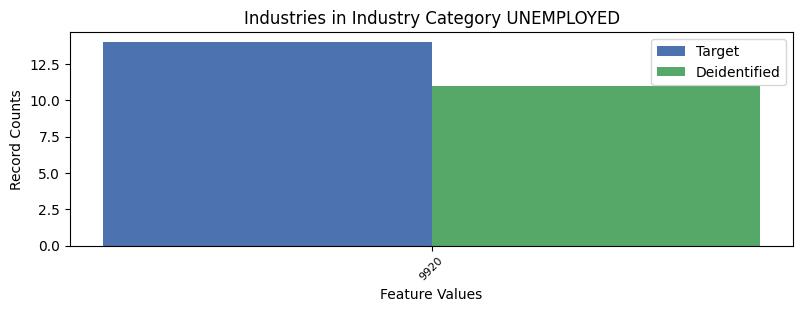 Industries in Industry Category UNEMPLOYED
Target
Deidentified
Record Counts
12.5
10.0
7.5
5.0
2.5
0.0
9920
Feature Values